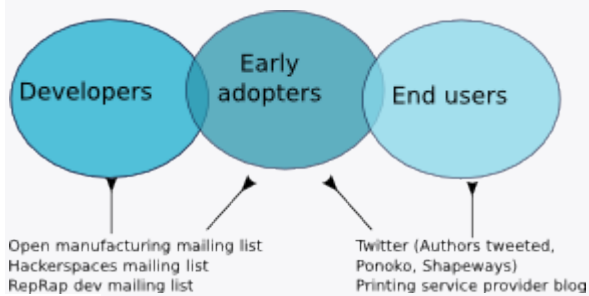 Developers
Early
adopters
End users
Open manufacturing mailing list
Hackerspaces mailing list
RepRap dev mailing list
Twitter (Authors tweeted,
Ponoko, Shapeways)
Printing service provider blog